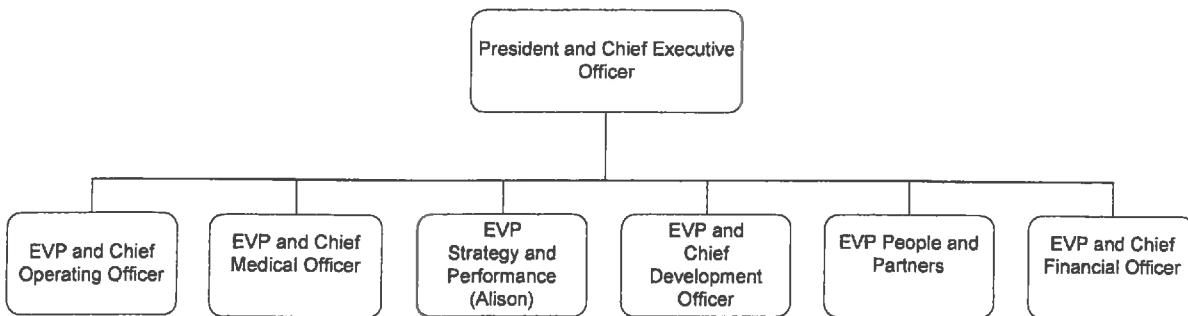 President and Chief Executive
Officer
EVP and Chief
Operating Officer
EVP and Chief
Medical Officer
EVP
Strategy and
Performance
(Alison)
EVP and
Chief
Development
Officer
EVP People and
Partners
EVP and Chief
Financial Officer